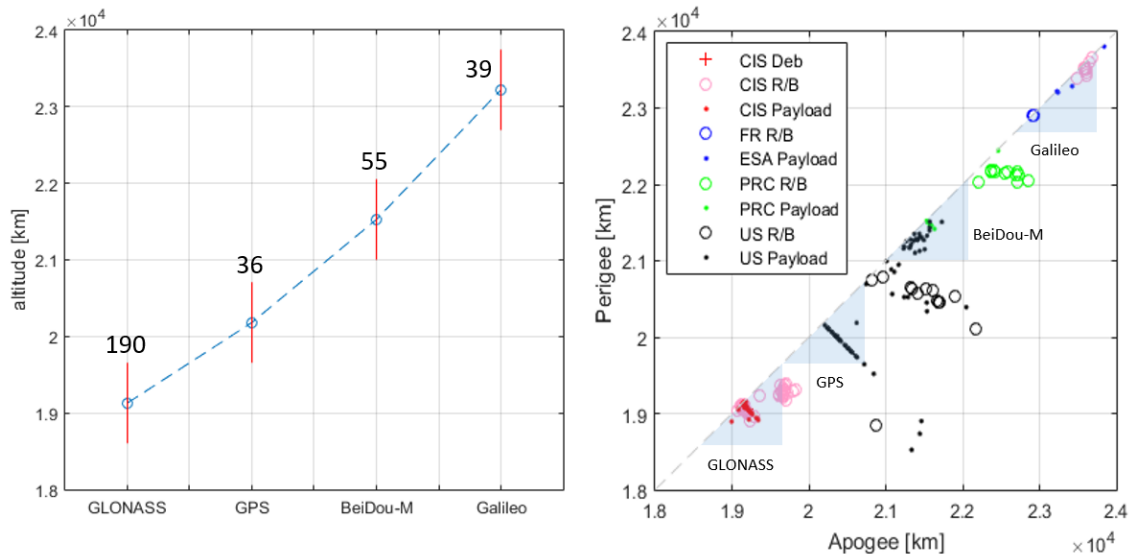 ×10⁴
2.4
2.3
2.2
2.1
2
1.9
1.8
altitude [km]
190
36
55
39
GLONASS
GPS
BeiDou-M
Galileo
×10⁴
2.4
2.3
2.2
2.1
2
1.9
1.8
Perigee [km]
CIS Deb
CIS R/B
CIS Payload
FR R/B
ESA Payload
PRC R/B
PRC Payload
US R/B
US Payload
Galileo
BeiDou-M
GPS
GLONASS
1.8 1.9 2 2.1 2.2 2.3 2.4
Apogee [km]
×10⁴